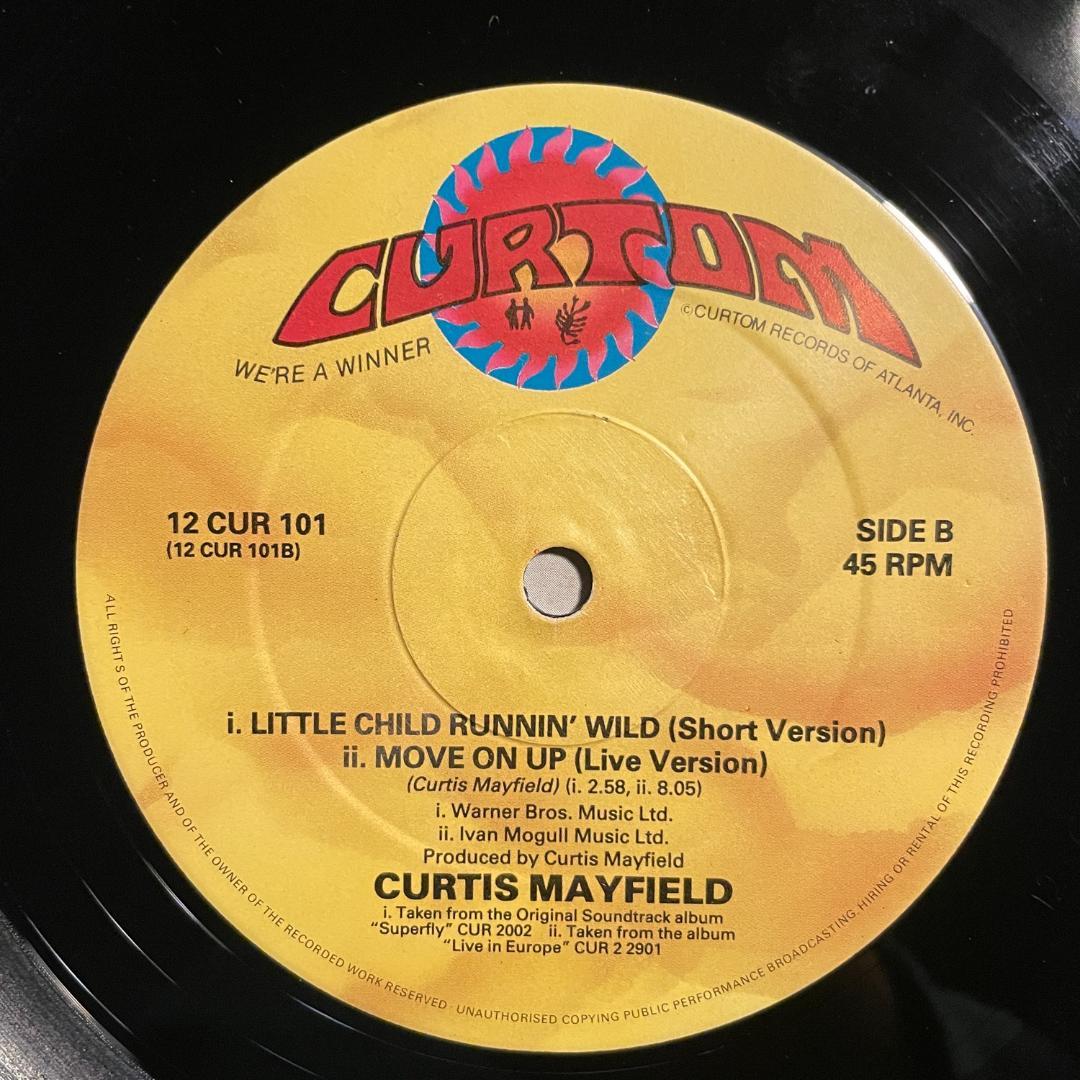 CURTOM
WE'RE A WINNER
©CURTOM RECORDS OF ATLANTA, INC.
12 CUR 101
(12 CUR 101B)
SIDE B
45 RPM
i. LITTLE CHILD RUNNIN' WILD (Short Version)
ii. MOVE ON UP (Live Version)
(Curtis Mayfield) (i. 2.58, ii. 8.05)
i. Warner Bros. Music Ltd.
ii. Ivan Mogull Music Ltd.
Produced by Curtis Mayfield
CURTIS MAYFIELD
i. Taken from the Original Soundtrack album
"Superfly" CUR 2002 ii. Taken from the album
"Live in Europe" CUR 2 2901
ALL RIGHTS OF THE PRODUCER AND OF THE OWNER OF THE RECORDED WORK RESERVED · UNAUTHORISED COPYING PUBLIC PERFORMANCE BROADCASTING. HIRING OR RENTAL OF THIS RECORDING PROHIBITED